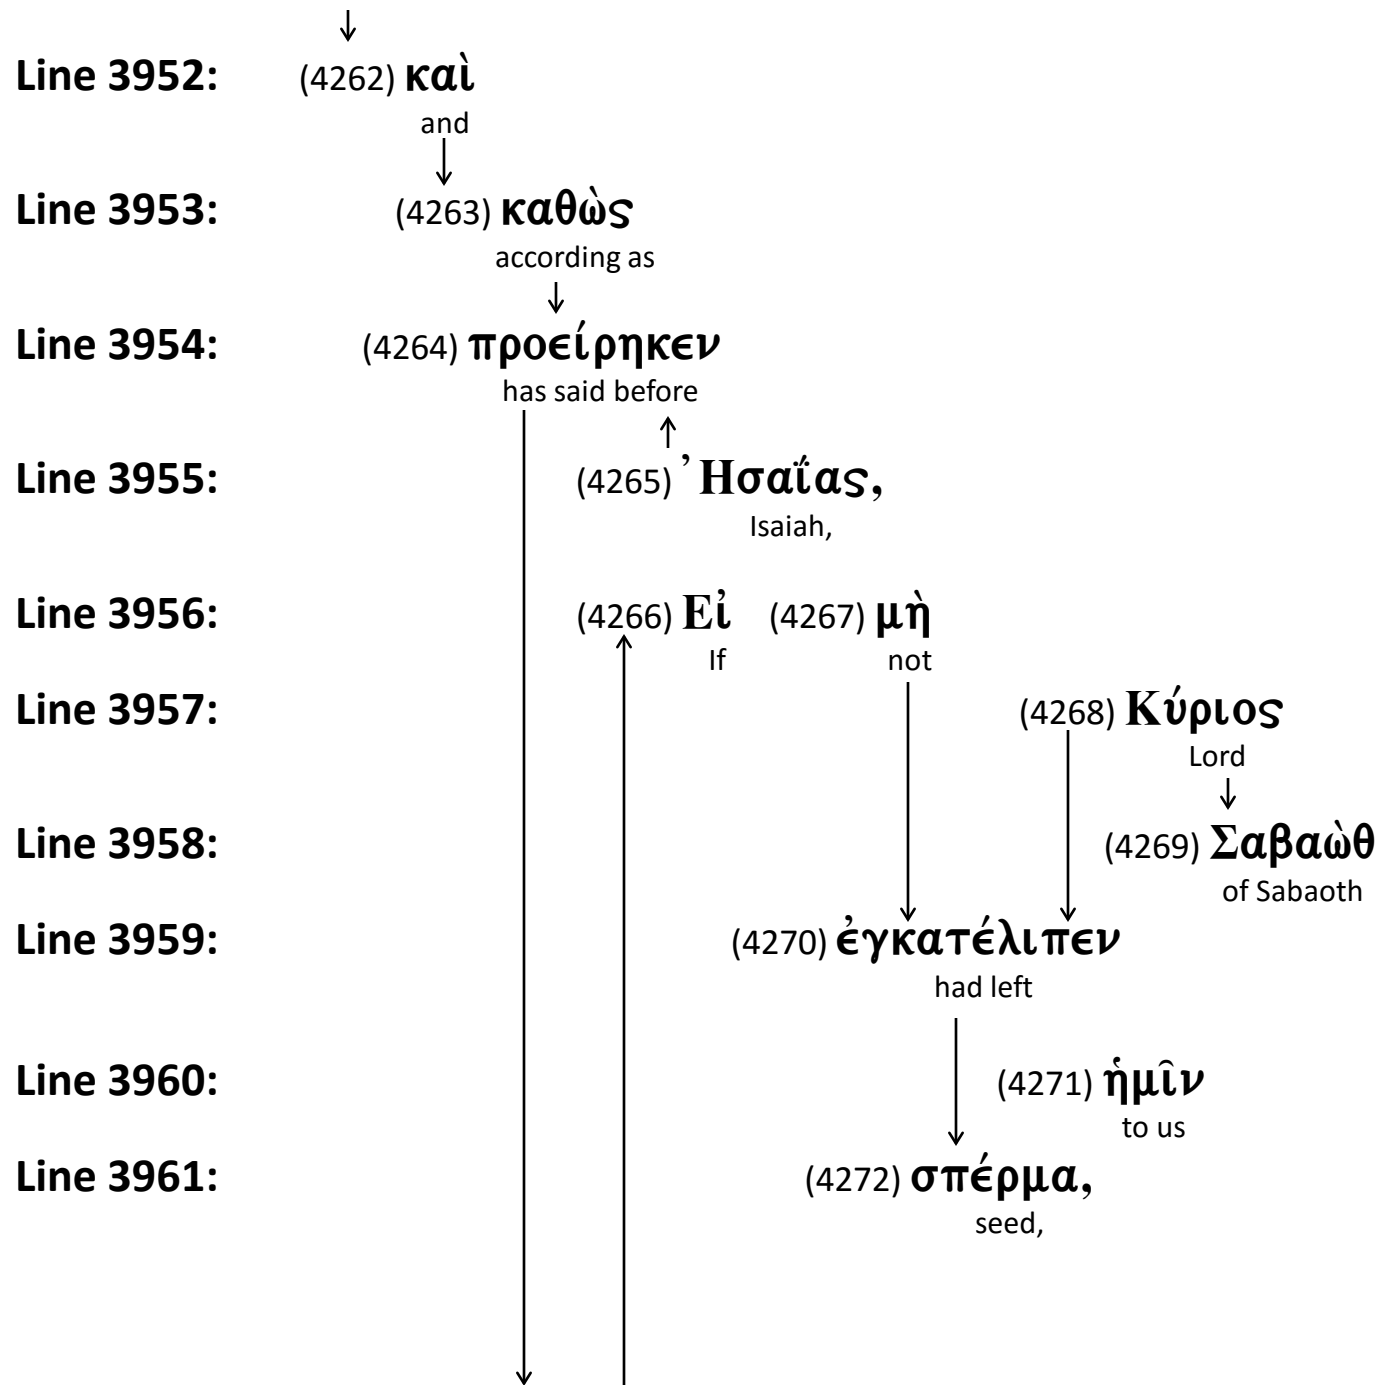 Line 3952: (4262) καὶ
and
Line 3953: (4263) καθὼς
according as
Line 3954: (4264) προείρηκεν
has said before
Line 3955: (4265) Ἠσαΐας,
Isaiah,
Line 3956: (4266) Εἰ (4267) μὴ
If not
Line 3957: (4268) Κύριος
Lord
Line 3958: (4269) Σαβαὼθ
of Sabaoth
Line 3959: (4270) ἐγκατέλιπεν
had left
Line 3960: (4271) ἡμῖν
to us
Line 3961: (4272) σπέρμα,
seed,